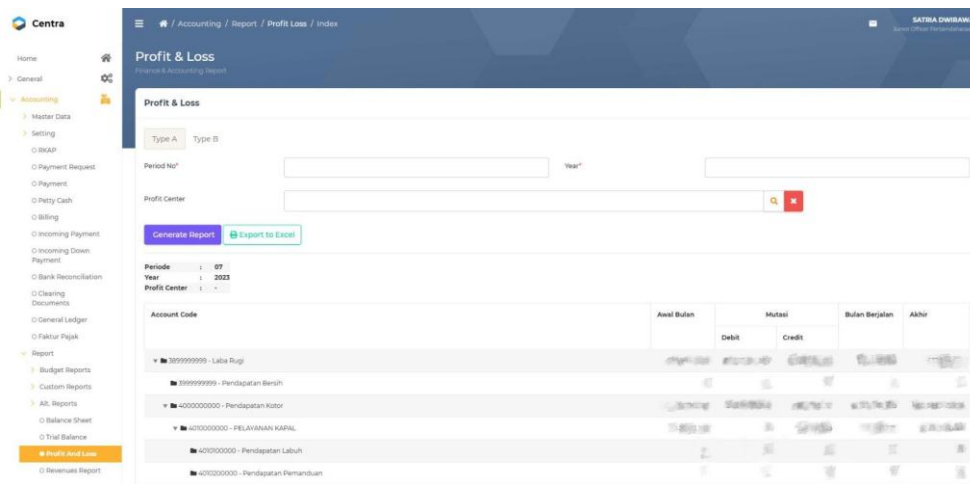 Centra
/ Accounting / Report / Profit Loss / Index
SATRIA DWIRAW
Home
General
Accounting
Master Data
Setting
RKAP
Payment Request
Payment
Petty Cash
Billing
Incoming Payment
Incoming Down
Payment
Bank Reconciliation
Clearing
Documents
General Ledger
Faktur Pajak
Report
Budget Reports
Custom Reports
Alt. Reports
Balance Sheet
Trial Balance
Profit And Loss
Revenues Report
Profit & Loss
Finance & Accounting Report
Profit & Loss
Type A Type B
Period No* Year*
Profit Center
Generate Report Export to Excel
Periode : 07
Year : 2023
Profit Center : -
Account Code Awal Bulan Mutasi Bulan Berjalan Akhir
Debit Credit
3899999999 - Laba Rugi
3999999999 - Pendapatan Bersih
4000000000 - Pendapatan Kotor
4010000000 - PELAYANAN KAPAL
4010100000 - Pendapatan Labuh
4010200000 - Pendapatan Pemanduan